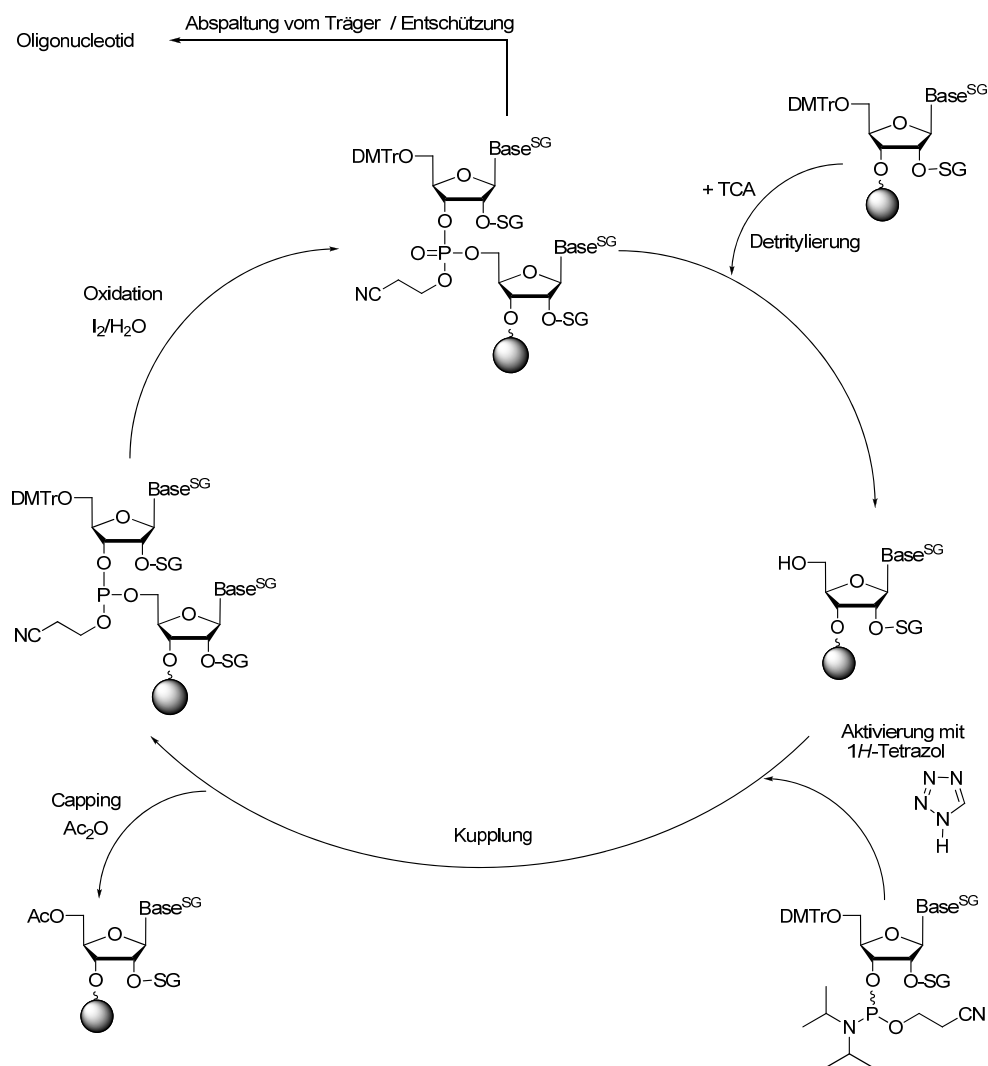 Abspaltung vom Träger / Entschützung
Oligonucleotid
DMTrO
O
Base^SG
O
O-SG
+ TCA
Detritylierung
DMTrO
O
Base^SG
O
O-SG
O=P-O
O
NC
O
Base^SG
O
O-SG
Oxidation
I₂/H₂O
DMTrO
O
Base^SG
O
O-SG
P-O
O
NC
O
Base^SG
O
O-SG
HO
O
Base^SG
O
O-SG
Aktivierung mit
1H-Tetrazol
N
N
N
N
H
Capping
Ac₂O
Kupplung
AcO
O
Base^SG
O
O-SG
DMTrO
O
Base^SG
O
O-SG
N
P
O
CN